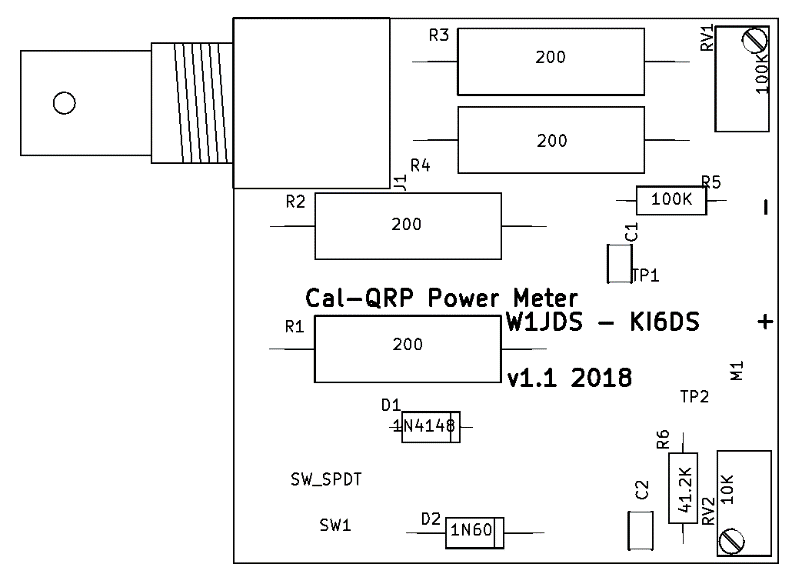 R3
200
RV1
100K
200
R4
J1
R5
100K
R2
200
C1
–
TP1
Cal-QRP Power Meter
W1JDS - KI6DS
+
R1
200
v1.1 2018
M1
TP2
D1
1N4148
R6
SW_SPDT
41.2K
C2
10K
RV2
SW1
D2
1N60